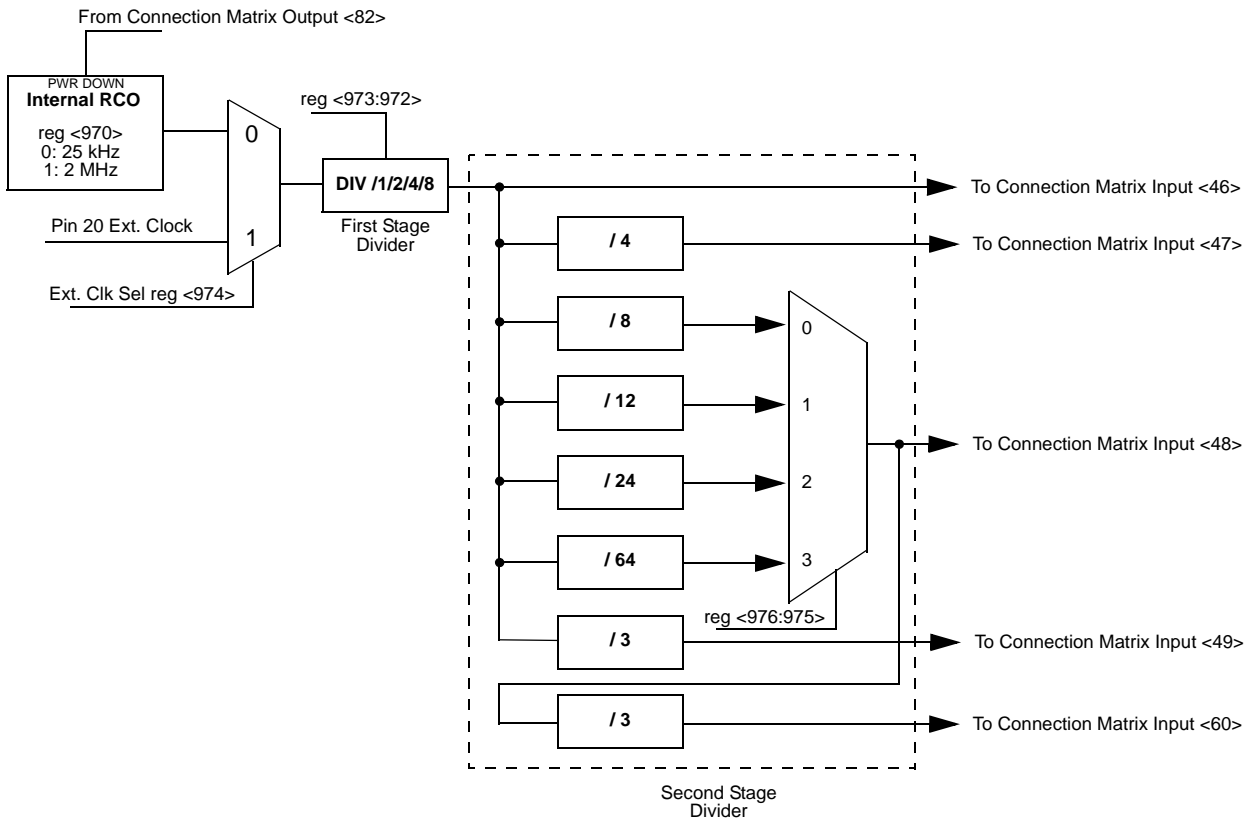 From Connection Matrix Output <82>
PWR DOWN
Internal RCO
reg <970>
0: 25 kHz
1: 2 MHz
0
1
Pin 20 Ext. Clock
Ext. Clk Sel reg <974>
reg <973:972>
DIV /1/2/4/8
First Stage
Divider
To Connection Matrix Input <46>
/ 4
To Connection Matrix Input <47>
/ 8
0
/ 12
1
To Connection Matrix Input <48>
/ 24
2
/ 64
3
reg <976:975>
/ 3
To Connection Matrix Input <49>
/ 3
To Connection Matrix Input <60>
Second Stage
Divider